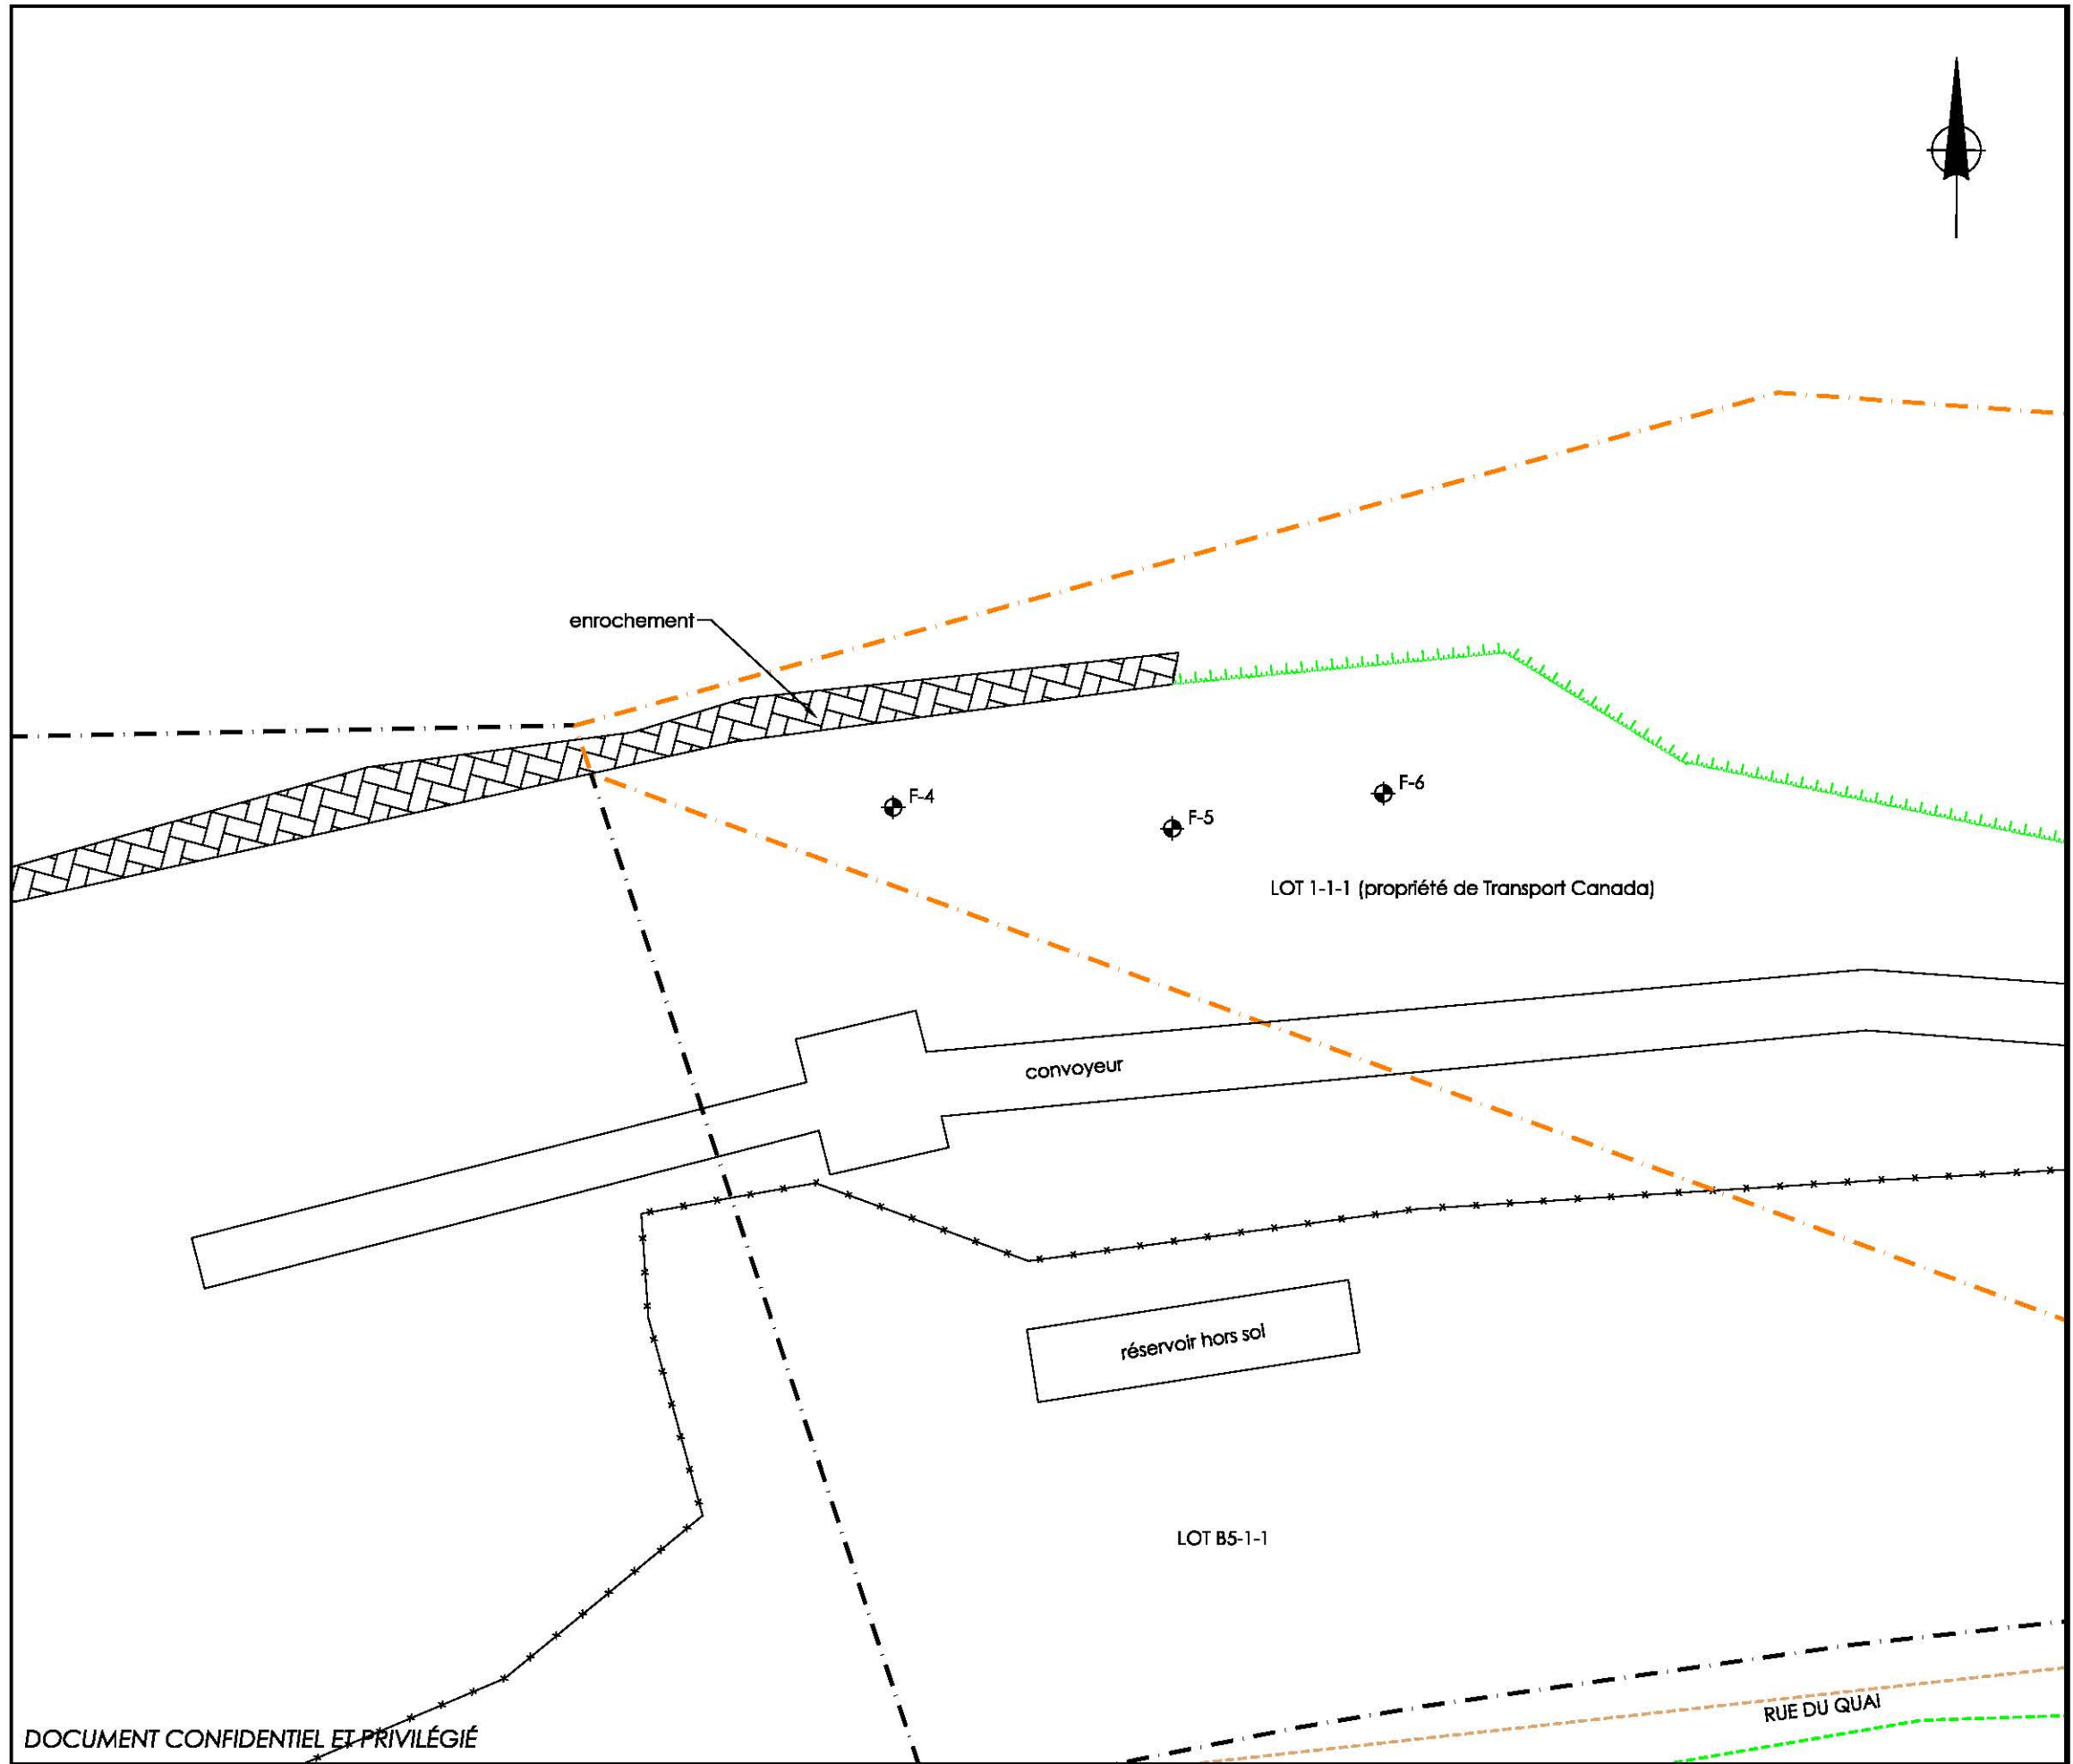 enrochement
F-4
F-6
F-5
LOT 1-1-1 (propriété de Transport Canada)
convoyeur
réservoir hors sol
LOT B5-1-1
RUE DU QUAI
DOCUMENT CONFIDENTIEL ET PRIVILÉGIÉ